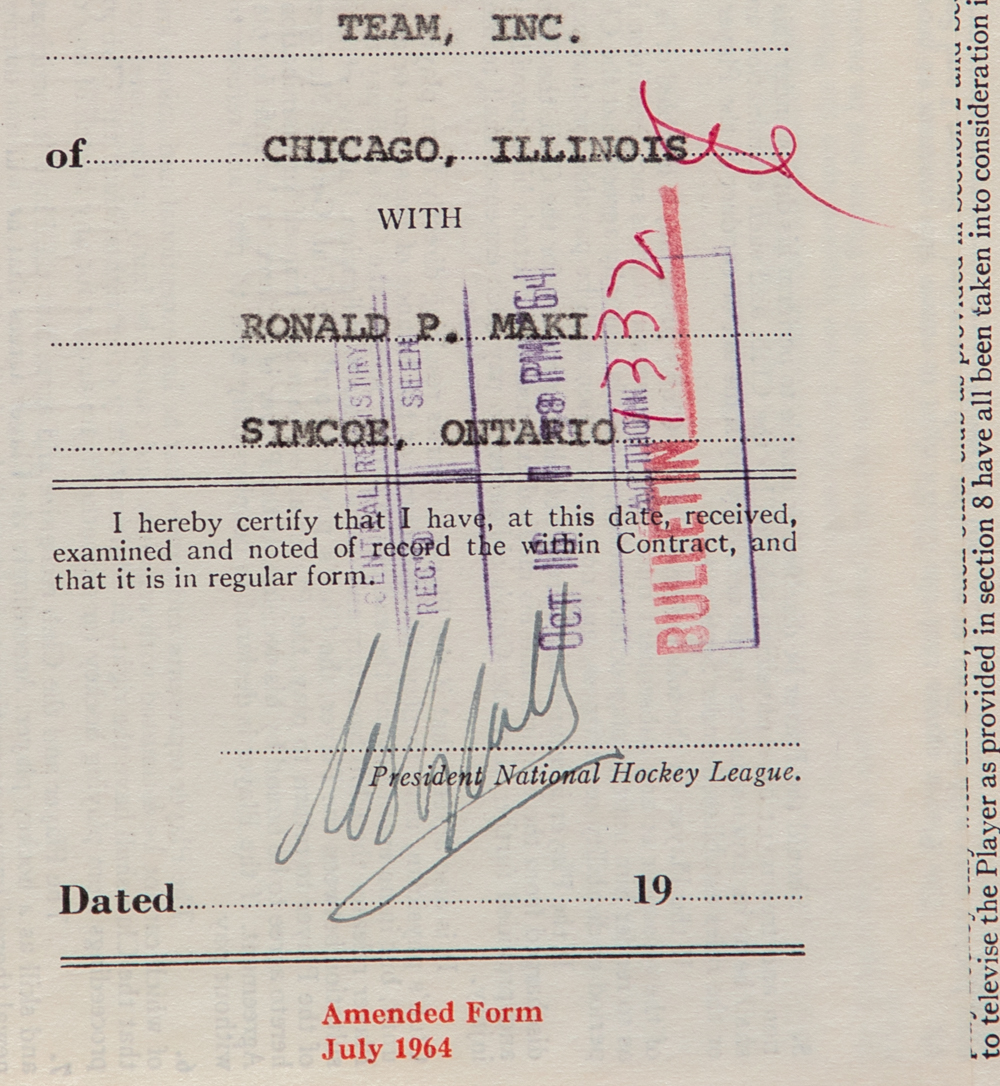 TEAM, INC.
of CHICAGO, ILLINOIS
WITH
RONALD P. MAKI
SIMCOE, ONTARIO
I hereby certify that I have, at this date, received,
examined and noted of record the within Contract, and
that it is in regular form.
President National Hockey League.
Dated 19
Amended Form
July 1964
CENTRAL REGISTRY
REC'D SEEN
OCT 16 PM '64
BULLETIN 1332
to televise the Player as provided in section 8 have all been taken into consideration i